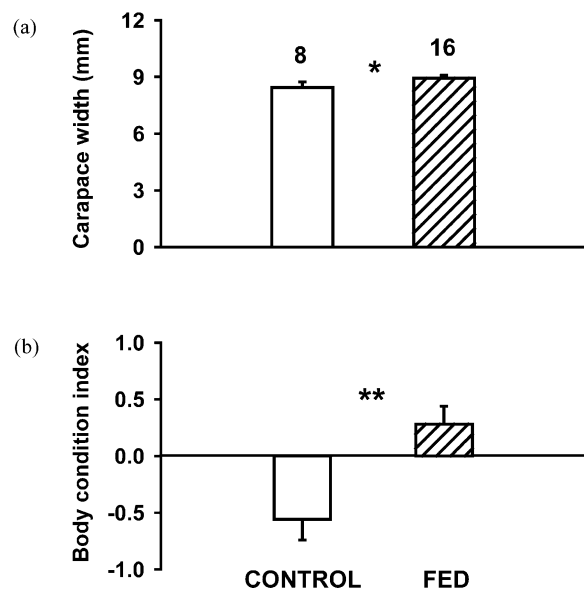 (a)
Carapace width (mm)
12
9
6
3
0
8
*
16
(b)
Body condition index
1.0
0.5
0.0
-0.5
-1.0
**
CONTROL
FED